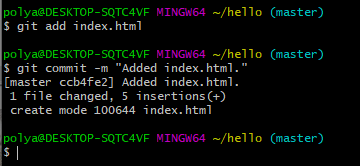 polya@DESKTOP-SQTC4VF MINGW64 ~/hello (master)
$ git add index.html
polya@DESKTOP-SQTC4VF MINGW64 ~/hello (master)
$ git commit -m "Added index.html."
[master ccb4fe2] Added index.html.
 1 file changed, 5 insertions(+)
 create mode 100644 index.html
polya@DESKTOP-SQTC4VF MINGW64 ~/hello (master)
$